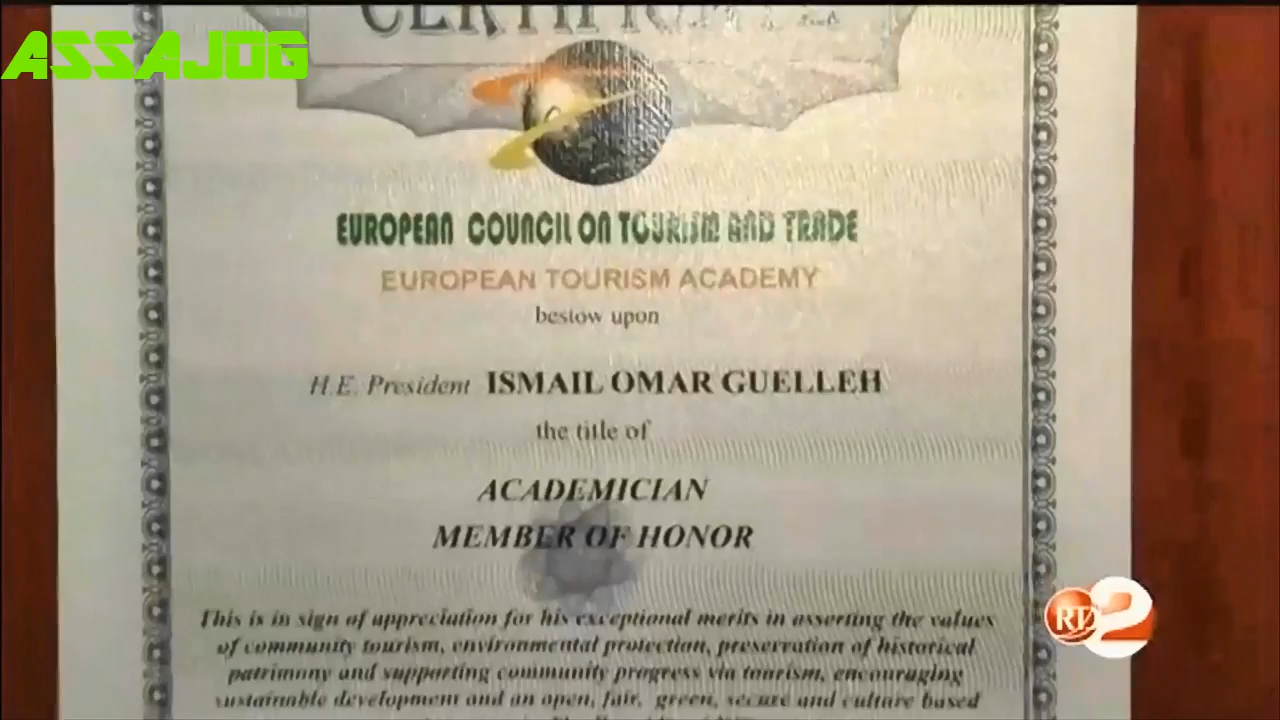 ASSAJOG
CERTIFICATE
EUROPEAN COUNCIL ON TOURISM AND TRADE
EUROPEAN TOURISM ACADEMY
bestow upon
H.E. President ISMAIL OMAR GUELLEH
the title of
ACADEMICIAN
MEMBER OF HONOR
This is in sign of appreciation for his exceptional merits in asserting the values
of community tourism, environmental protection, preservation of historical
patrimony and supporting community progress via tourism, encouraging
sustainable development and an open, fair, green, secure and culture based
RTD 2